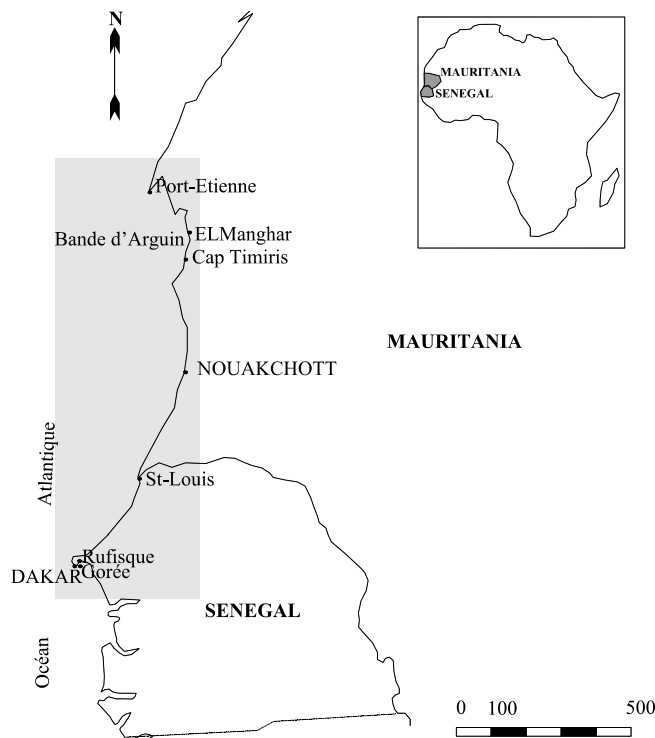 N
MAURITANIA
SENEGAL
Port-Etienne
ELManghar
Bande d’Arguin
Cap Timiris
MAURITANIA
NOUAKCHOTT
Atlantique
St-Louis
Rufisque
DAKAR Gorée
SENEGAL
Océan
0 100 500